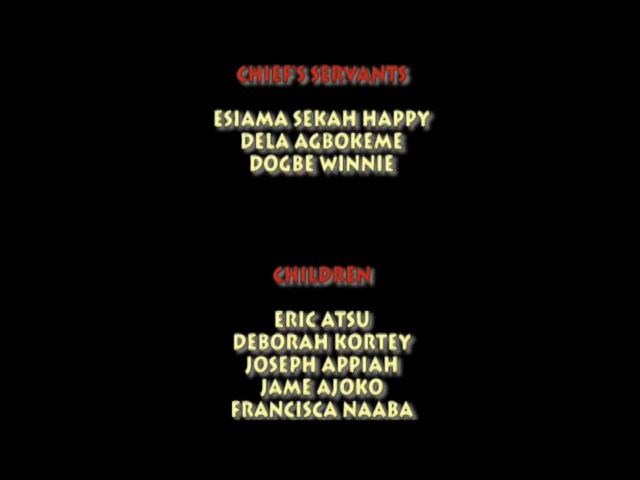 CHIEF'S SERVANTS
ESIAMA SEKAH HAPPY
DELA AGBOKEME
DOGBE WINNIE
CHILDREN
ERIC ATSU
DEBORAH KORTEY
JOSEPH APPIAH
JAME AJOKO
FRANCISCA NAABA